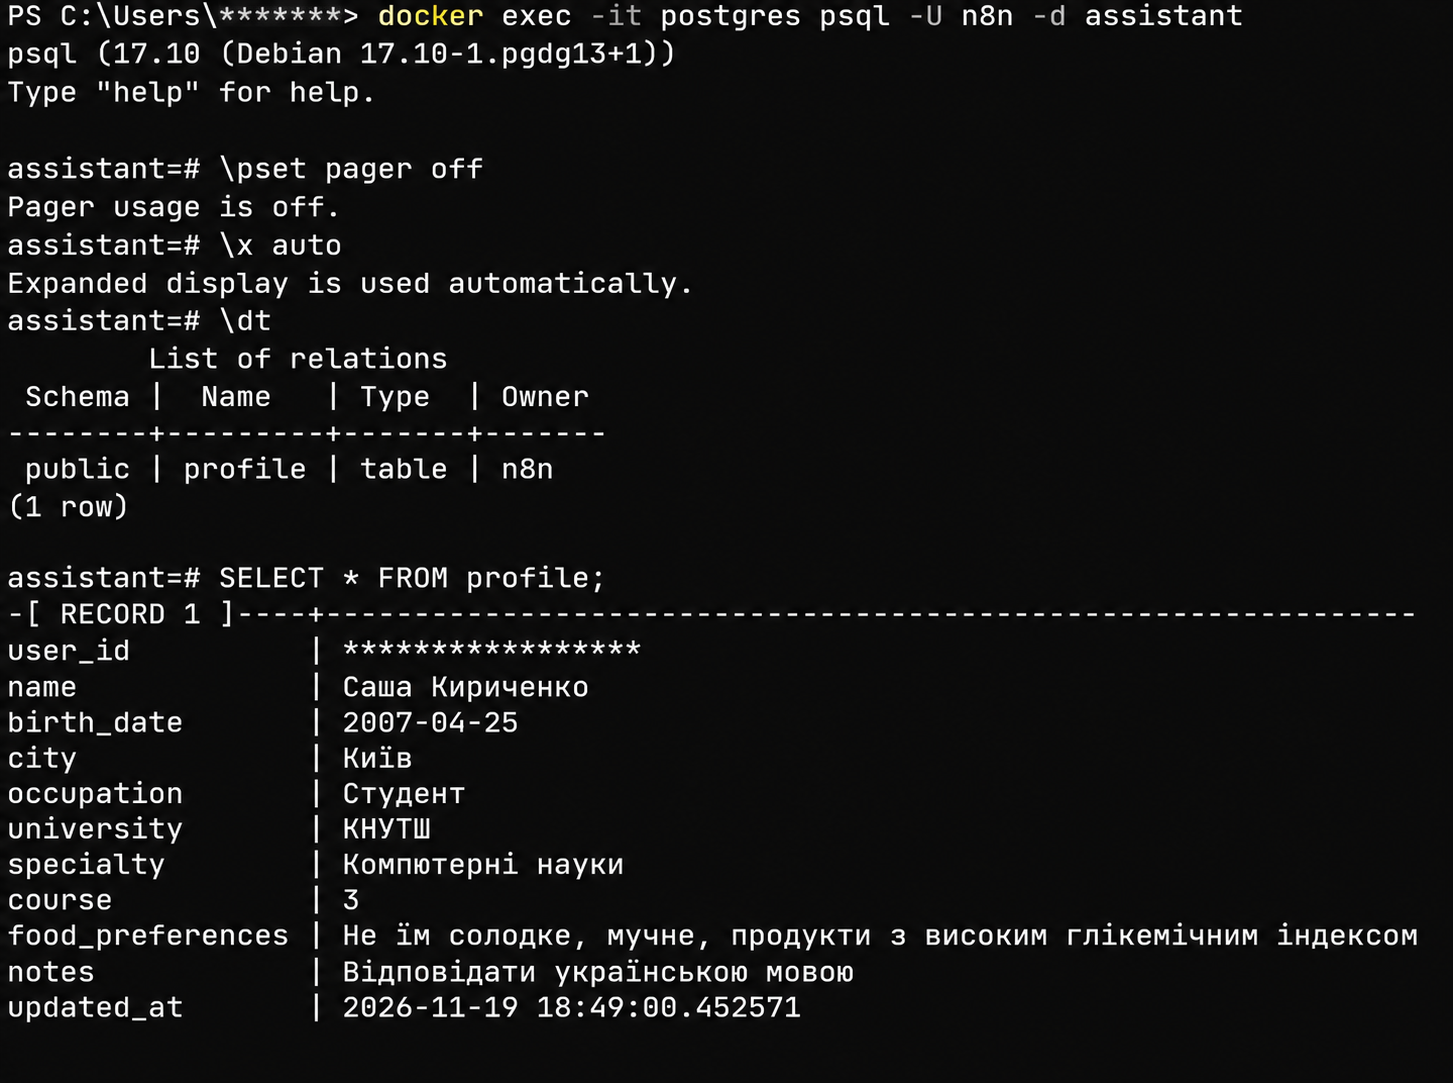 PS C:\Users\*******> docker exec -it postgres psql -U n8n -d assistant
psql (17.10 (Debian 17.10-1.pgdg13+1))
Type "help" for help.
assistant=# \pset pager off
Pager usage is off.
assistant=# \x auto
Expanded display is used automatically.
assistant=# \dt
        List of relations
 Schema |  Name   | Type  | Owner
--------+---------+-------+-------
 public | profile | table | n8n
(1 row)
assistant=# SELECT * FROM profile;
-[ RECORD 1 ]----+--------------------------------------------------------------
user_id          | *****************
name             | Саша Кириченко
birth_date       | 2007-04-25
city             | Київ
occupation       | Студент
university       | КНУТШ
specialty        | Компютерні науки
course           | 3
food_preferences | Не їм солодке, мучне, продукти з високим глікемічним індексом
notes            | Відповідати українською мовою
updated_at       | 2026-11-19 18:49:00.452571